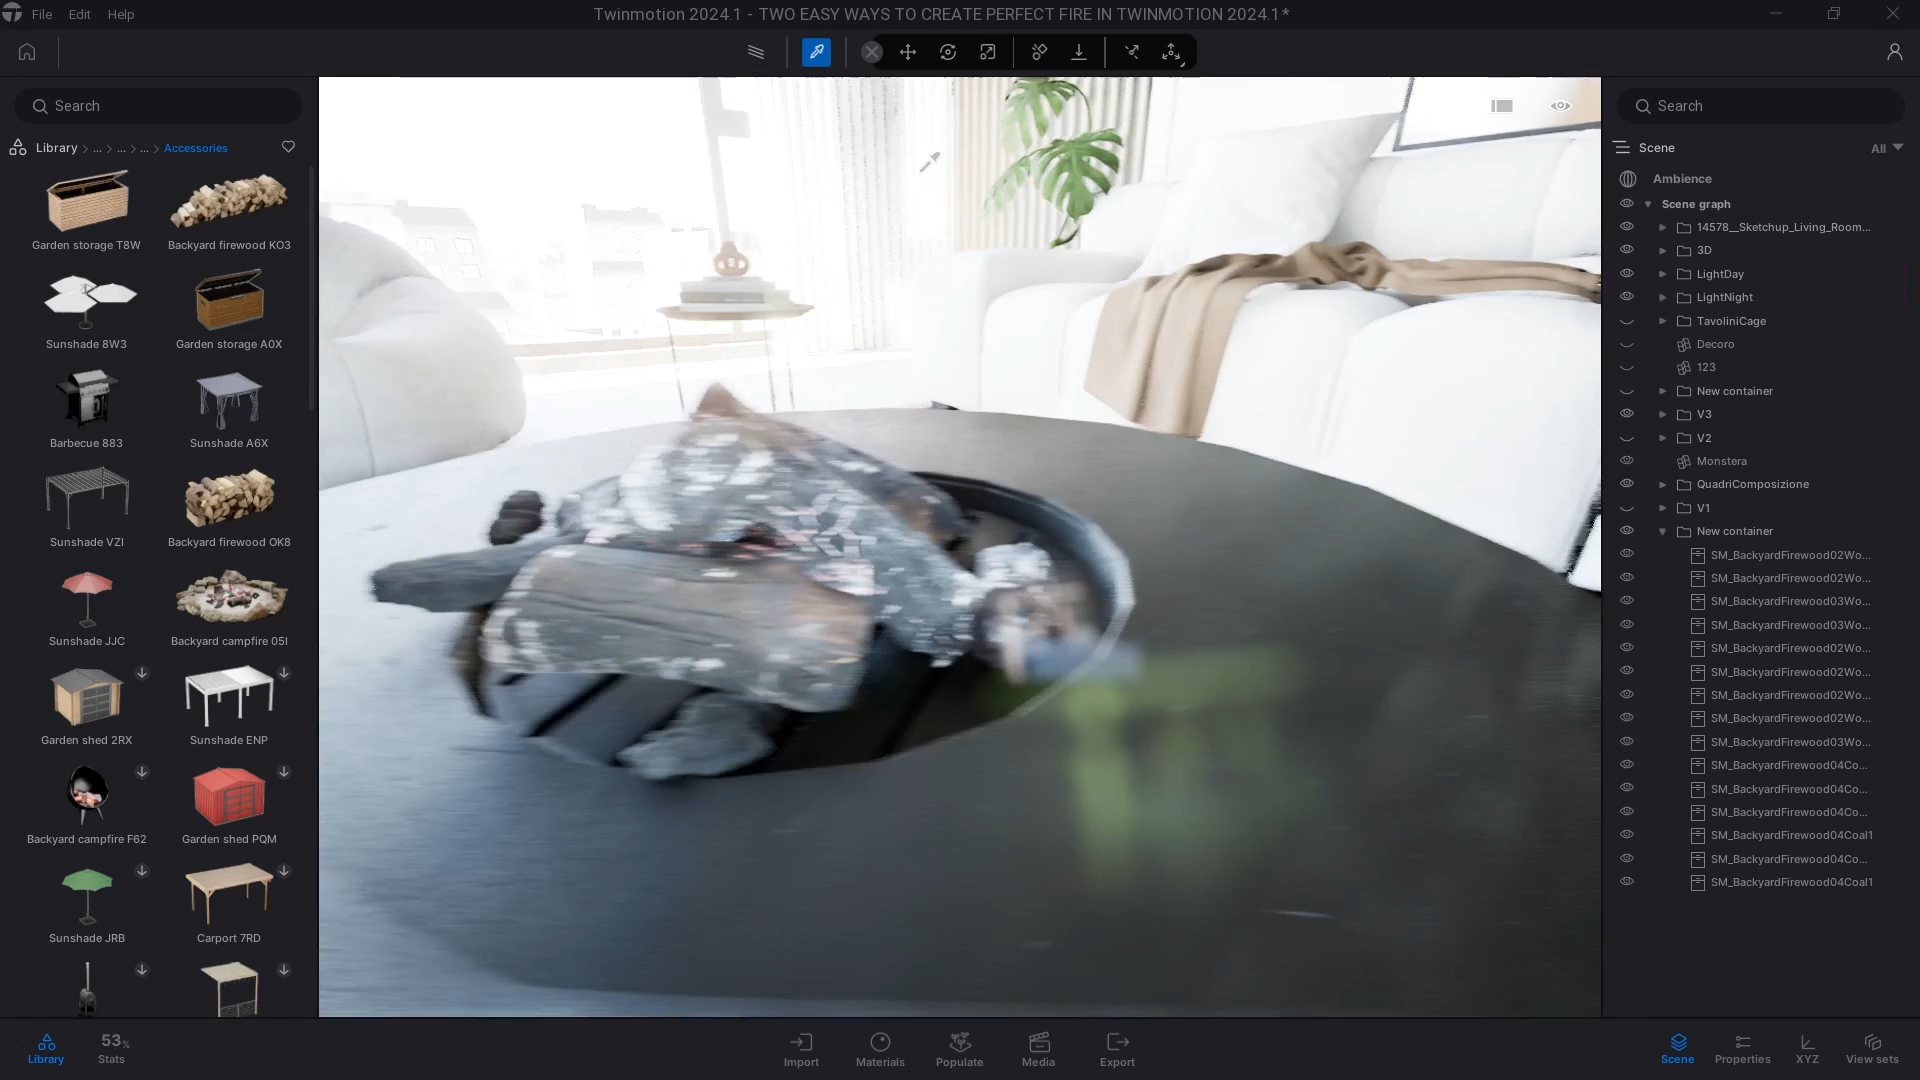 File Edit Help
Twinmotion 2024.1 - TWO EASY WAYS TO CREATE PERFECT FIRE IN TWINMOTION 2024.1*
Search
Library > ... > ... > ... > Accessories
Garden storage T8W
Backyard firewood KO3
Sunshade 8W3
Garden storage A0X
Barbecue 883
Sunshade A6X
Sunshade VZI
Backyard firewood OK8
Sunshade JJC
Backyard campfire 05I
Garden shed 2RX
Sunshade ENP
Backyard campfire F62
Garden shed PQM
Sunshade JRB
Carport 7RD
Search
Scene
All
Ambience
Scene graph
14578__Sketchup_Living_Room...
3D
LightDay
LightNight
TavoliniCage
Decoro
123
New container
V3
V2
Monstera
QuadriComposizione
V1
New container
SM_BackyardFirewood02Wo...
SM_BackyardFirewood02Wo...
SM_BackyardFirewood03Wo...
SM_BackyardFirewood03Wo...
SM_BackyardFirewood02Wo...
SM_BackyardFirewood02Wo...
SM_BackyardFirewood02Wo...
SM_BackyardFirewood02Wo...
SM_BackyardFirewood03Wo...
SM_BackyardFirewood04Co...
SM_BackyardFirewood04Co...
SM_BackyardFirewood04Co...
SM_BackyardFirewood04Coal1
SM_BackyardFirewood04Co...
SM_BackyardFirewood04Coal1
Library
53%
Stats
Import
Materials
Populate
Media
Export
Scene
Properties
XYZ
View sets